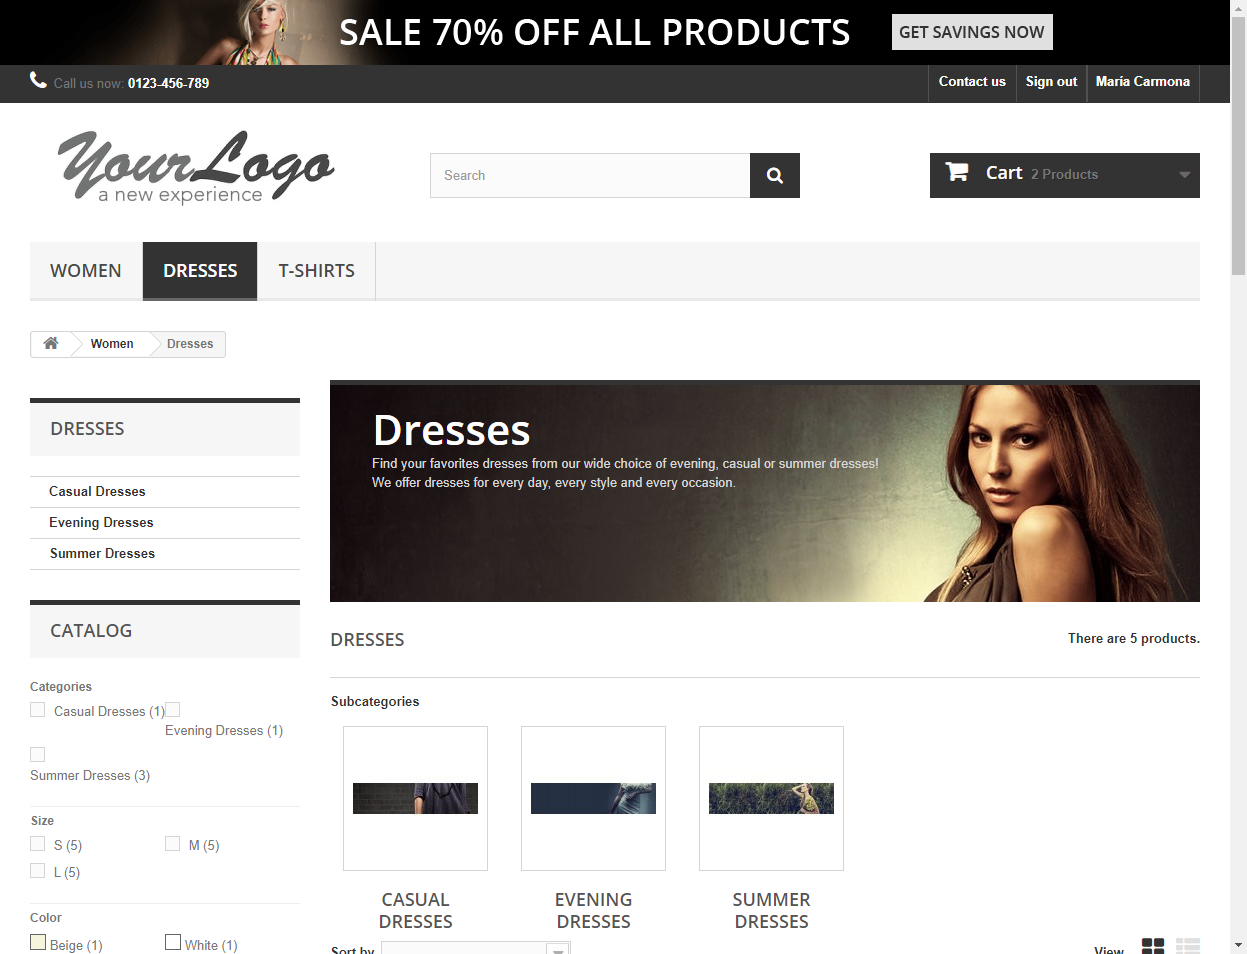 SALE 70% OFF ALL PRODUCTS
GET SAVINGS NOW
Call us now: 0123-456-789
Contact us
Sign out
María Carmona
YourLogo
a new experience
Search
Cart 2 Products
WOMEN
DRESSES
T-SHIRTS
Women
Dresses
DRESSES
Casual Dresses
Evening Dresses
Summer Dresses
CATALOG
Categories
Casual Dresses (1)
Evening Dresses (1)
Summer Dresses (3)
Size
S (5)
M (5)
L (5)
Color
Beige (1)
White (1)
Dresses
Find your favorites dresses from our wide choice of evening, casual or summer dresses!
We offer dresses for every day, every style and every occasion.
DRESSES
There are 5 products.
Subcategories
CASUAL
DRESSES
EVENING
DRESSES
SUMMER
DRESSES
Sort by
View